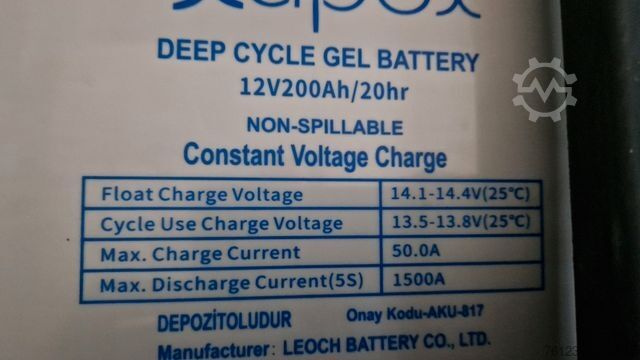 DEEP CYCLE GEL BATTERY
12V200Ah/20hr
NON-SPILLABLE
Constant Voltage Charge
Float Charge Voltage 14.1-14.4V(25℃)
Cycle Use Charge Voltage 13.5-13.8V(25℃)
Max. Charge Current 50.0A
Max. Discharge Current(5S) 1500A
DEPOZİTOLUDUR Onay Kodu-AKU-817
Manufacturer: LEOCH BATTERY CO., LTD.